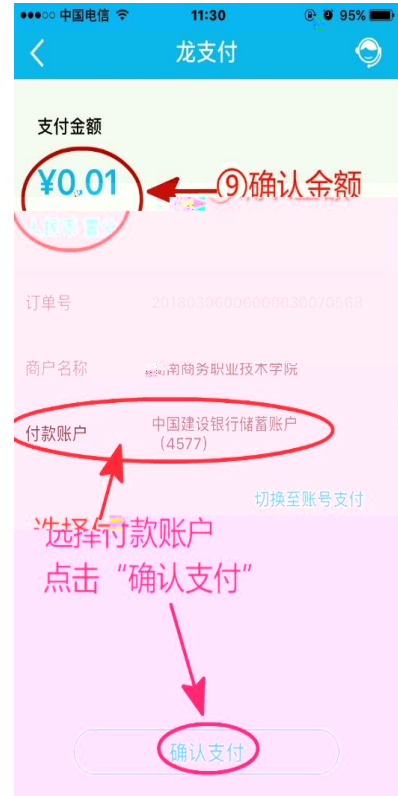 中国电信
11:30
95%
龙支付
支付金额
¥0.01
⑨确认金额
订单号
商户名称
南商务职业技术学院
付款账户
中国建设银行储蓄账户
(4577)
切换至账号支付
选择付款账户
点击“确认支付”
确认支付